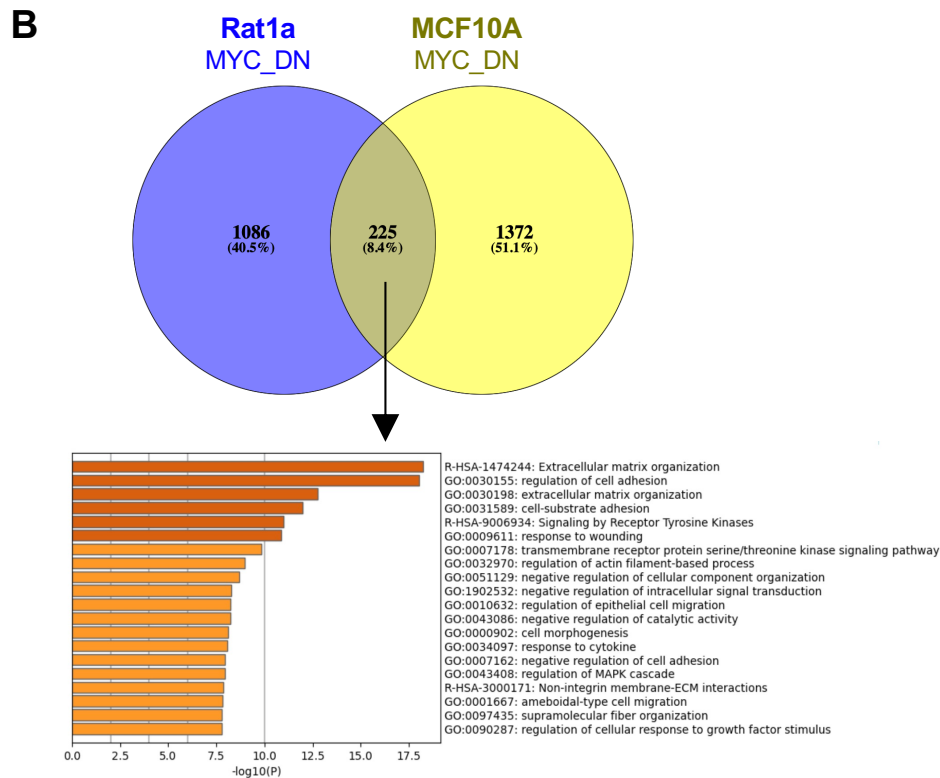 B
Rat1a
MYC_DN
MCF10A
MYC_DN
1086
(40.5%)
225
(8.4%)
1372
(51.1%)
R-HSA-1474244: Extracellular matrix organization
GO:0030155: regulation of cell adhesion
GO:0030198: extracellular matrix organization
GO:0031589: cell-substrate adhesion
R-HSA-9006934: Signaling by Receptor Tyrosine Kinases
GO:0009611: response to wounding
GO:0007178: transmembrane receptor protein serine/threonine kinase signaling pathway
GO:0032970: regulation of actin filament-based process
GO:0051129: negative regulation of cellular component organization
GO:1902532: negative regulation of intracellular signal transduction
GO:0010632: regulation of epithelial cell migration
GO:0043086: negative regulation of catalytic activity
GO:0000902: cell morphogenesis
GO:0034097: response to cytokine
GO:0007162: negative regulation of cell adhesion
GO:0043408: regulation of MAPK cascade
R-HSA-3000171: Non-integrin membrane-ECM interactions
GO:0001667: ameboidal-type cell migration
GO:0097435: supramolecular fiber organization
GO:0090287: regulation of cellular response to growth factor stimulus
0.0 2.5 5.0 7.5 10.0 12.5 15.0 17.5
-log10(P)